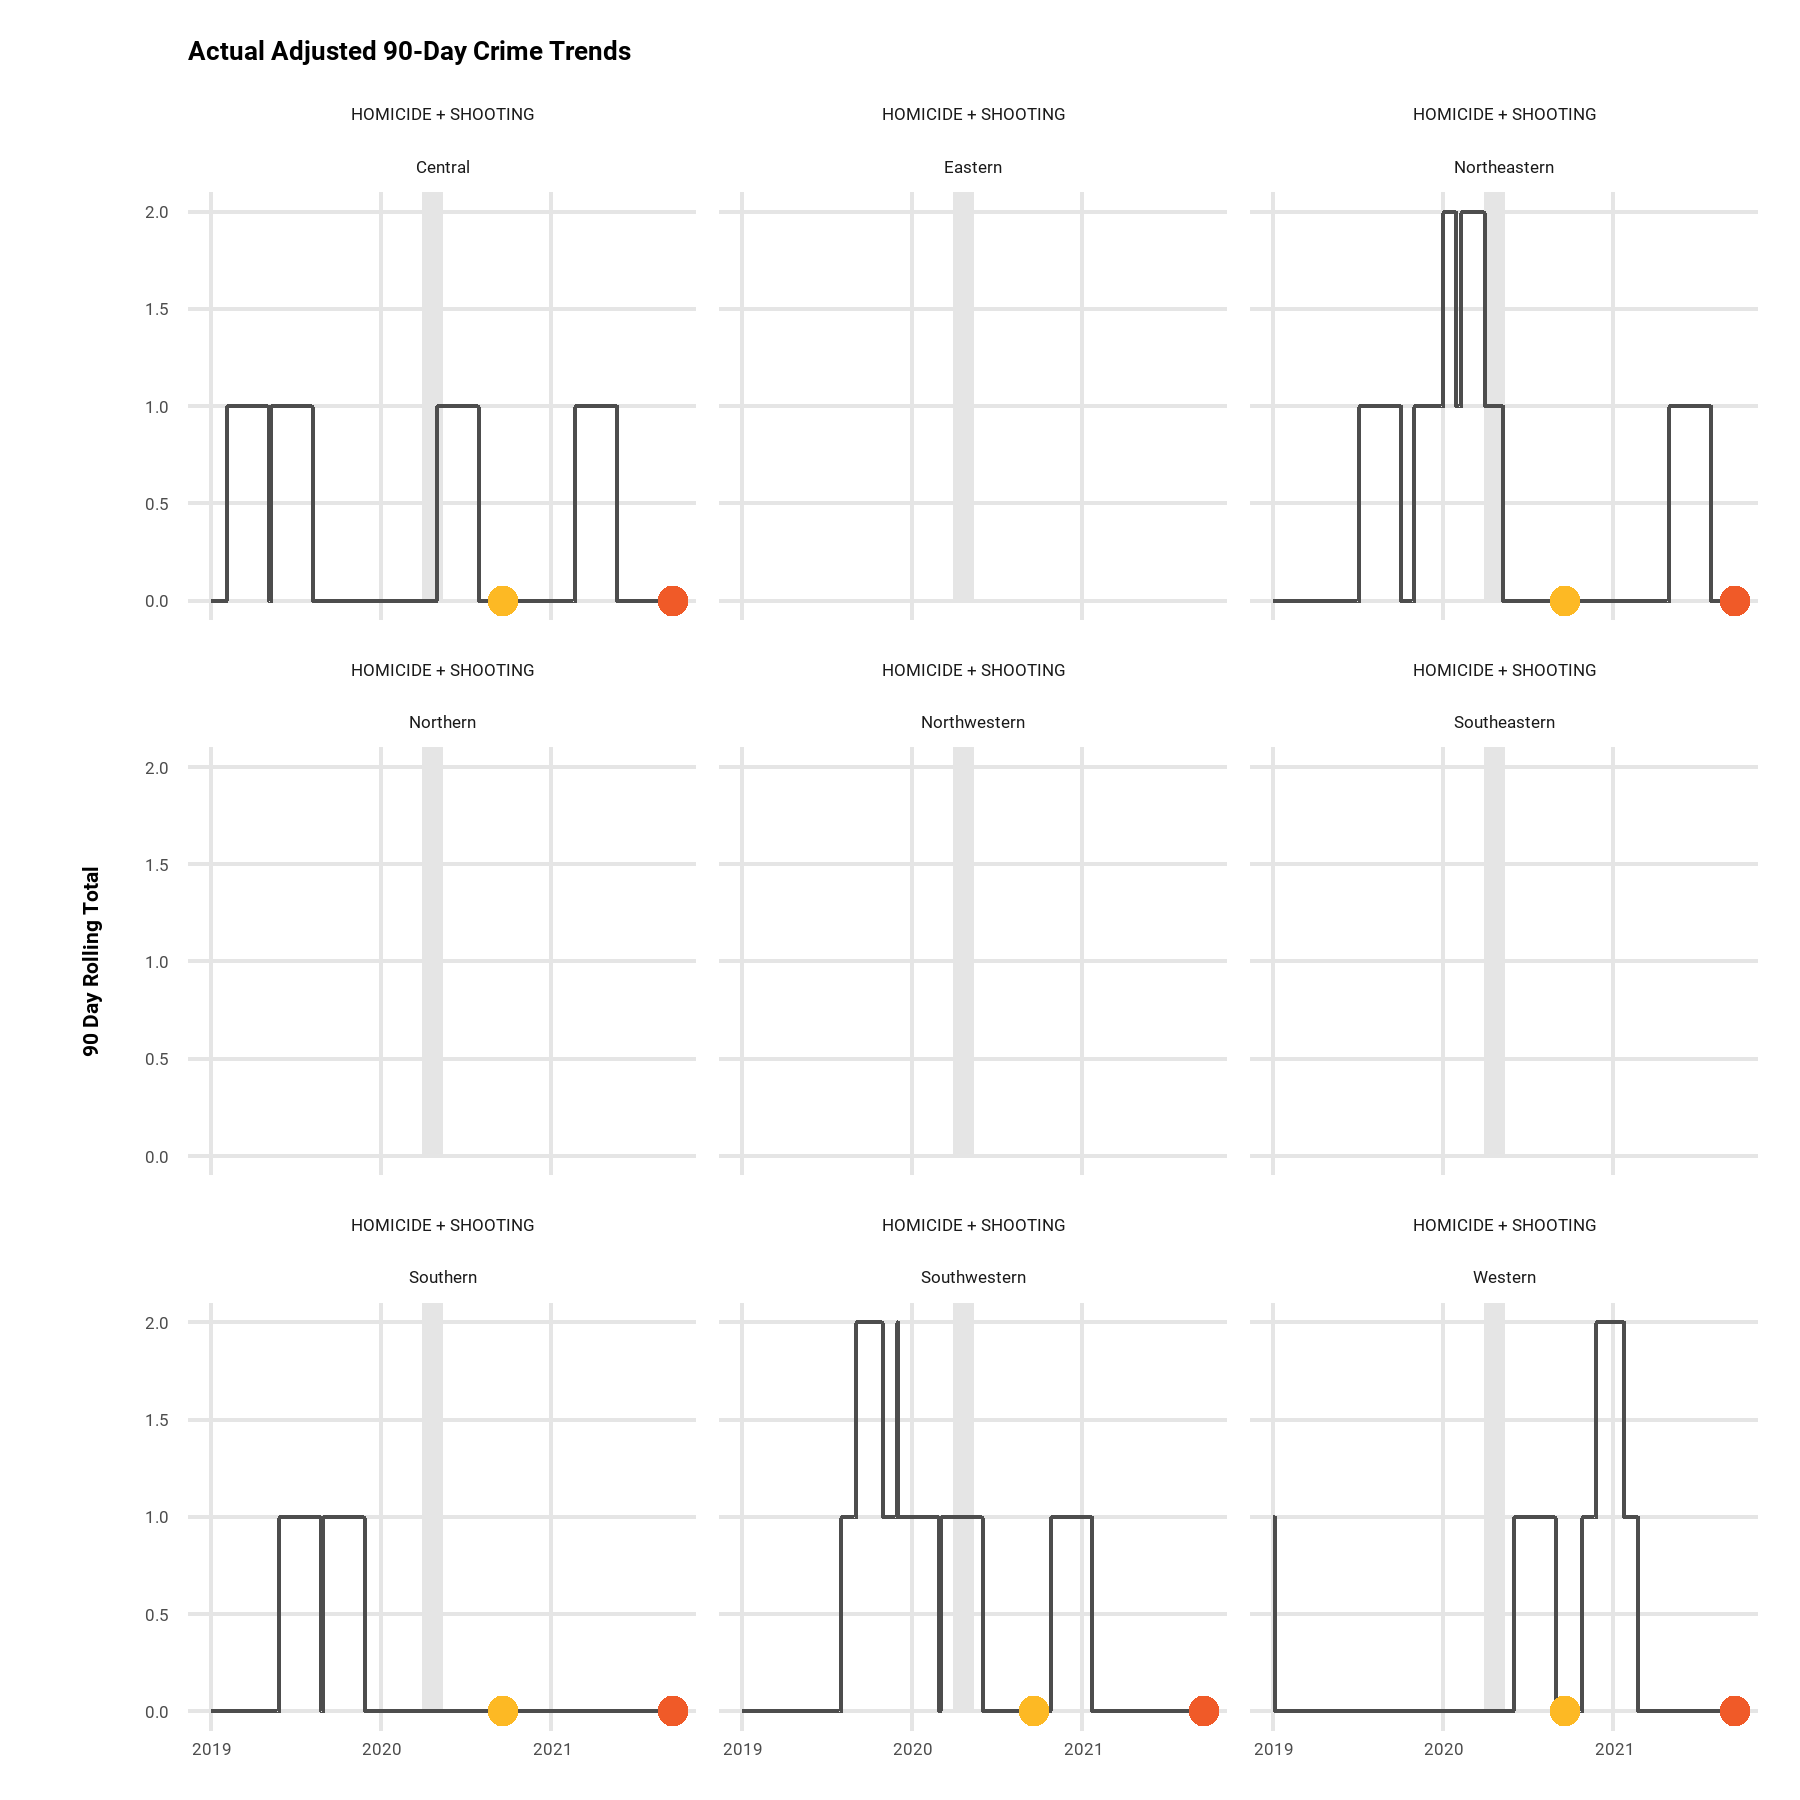 Actual Adjusted 90-Day Crime Trends
HOMICIDE + SHOOTING
HOMICIDE + SHOOTING
HOMICIDE + SHOOTING
Central
Eastern
Northeastern
2.0
1.5
1.0
0.5
0.0
HOMICIDE + SHOOTING
HOMICIDE + SHOOTING
HOMICIDE + SHOOTING
Northern
Northwestern
Southeastern
90 Day Rolling Total
2.0
1.5
1.0
0.5
0.0
HOMICIDE + SHOOTING
HOMICIDE + SHOOTING
HOMICIDE + SHOOTING
Southern
Southwestern
Western
2.0
1.5
1.0
0.5
0.0
2019
2020
2021
2019
2020
2021
2019
2020
2021